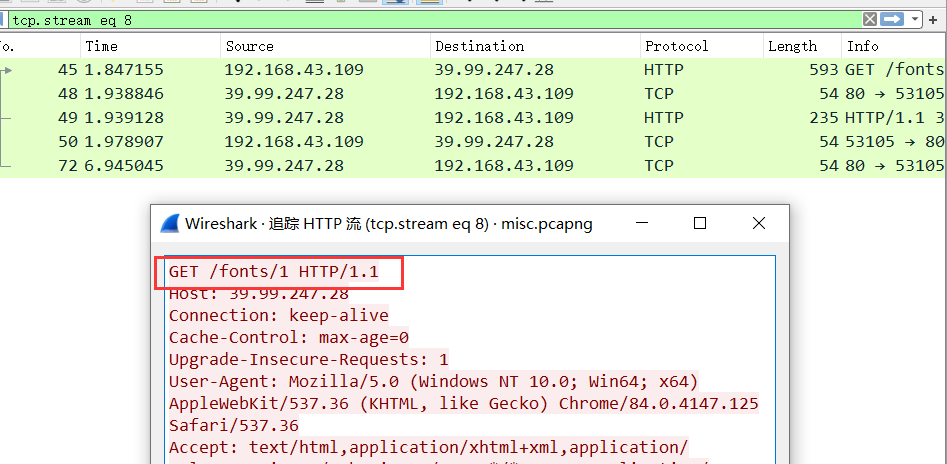 tcp.stream eq 8
o. Time Source Destination Protocol Length Info
45 1.847155 192.168.43.109 39.99.247.28 HTTP 593 GET /fonts
48 1.938846 39.99.247.28 192.168.43.109 TCP 54 80 → 53105
49 1.939128 39.99.247.28 192.168.43.109 HTTP 235 HTTP/1.1 3
50 1.978907 192.168.43.109 39.99.247.28 TCP 54 53105 → 80
72 6.945045 39.99.247.28 192.168.43.109 TCP 54 80 → 53105
Wireshark · 追踪 HTTP 流 (tcp.stream eq 8) · misc.pcapng
GET /fonts/1 HTTP/1.1
Host: 39.99.247.28
Connection: keep-alive
Cache-Control: max-age=0
Upgrade-Insecure-Requests: 1
User-Agent: Mozilla/5.0 (Windows NT 10.0; Win64; x64)
AppleWebKit/537.36 (KHTML, like Gecko) Chrome/84.0.4147.125
Safari/537.36
Accept: text/html,application/xhtml+xml,application/